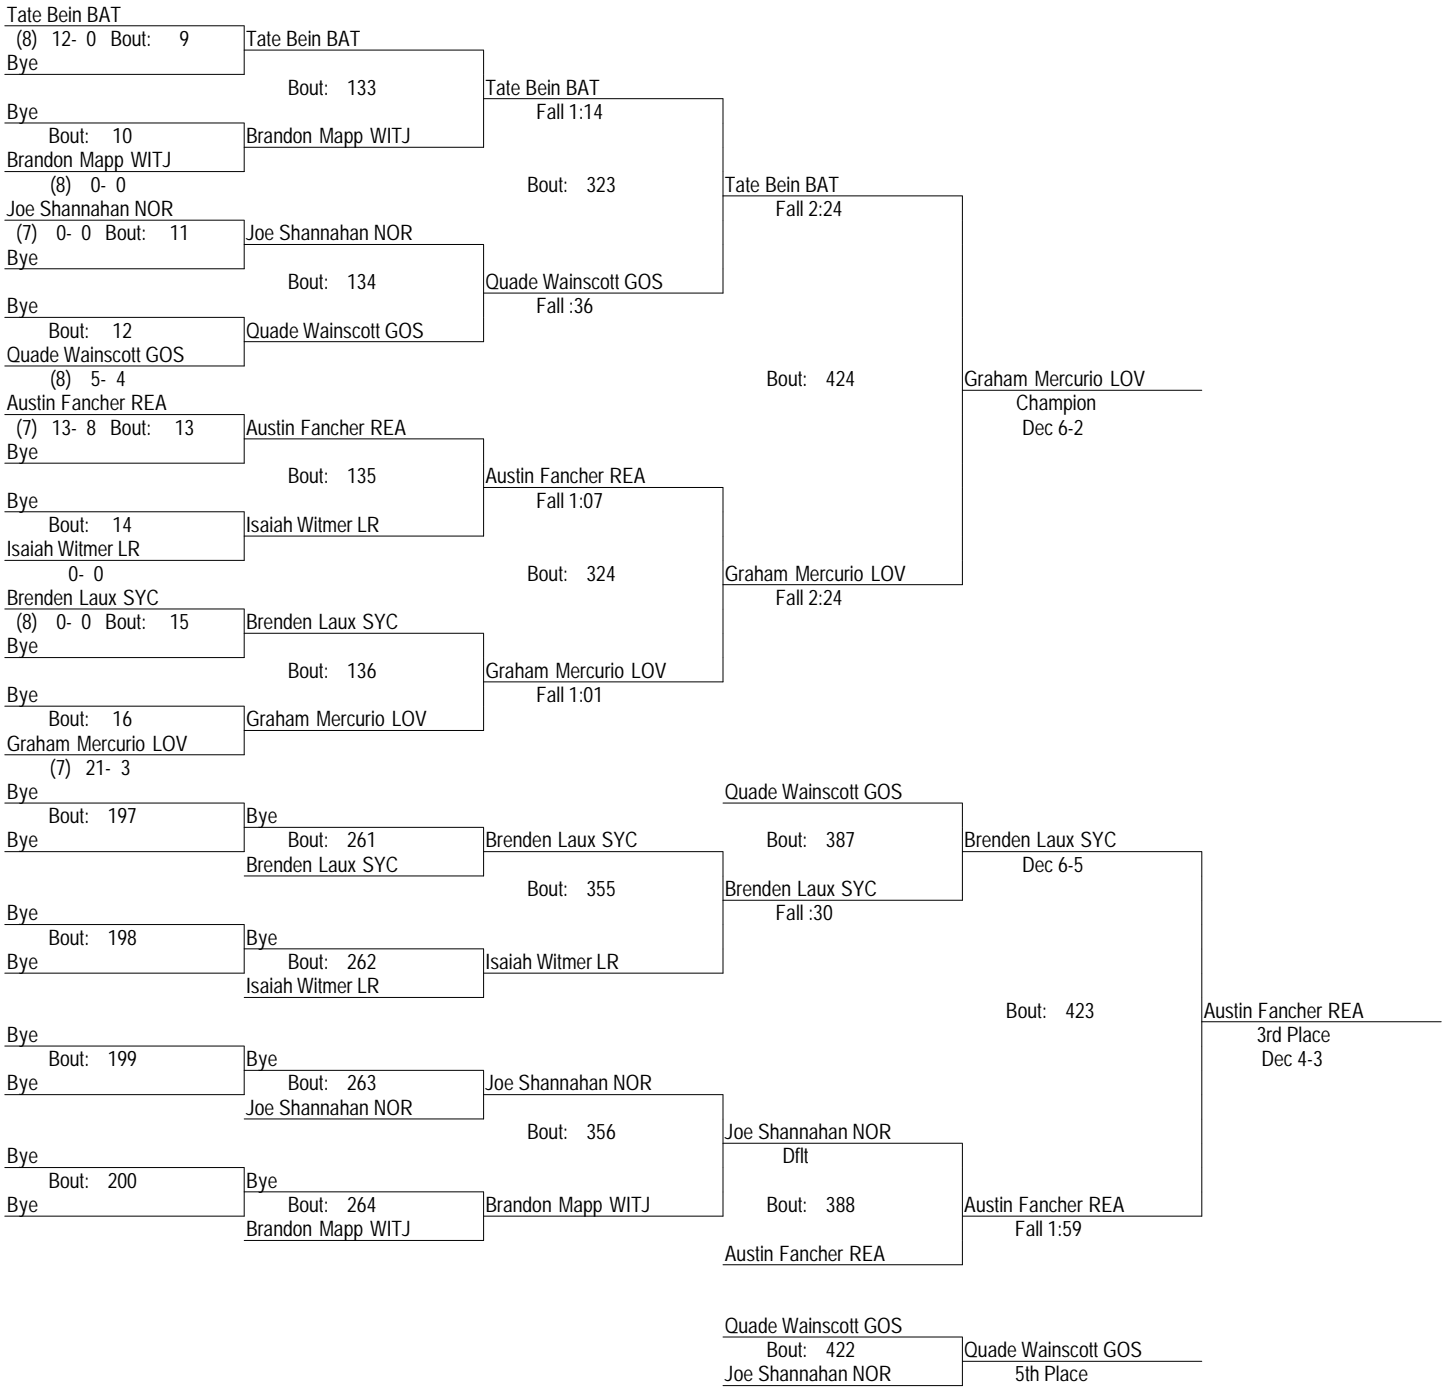 Tate Bein BAT
(8) 12- 0 Bout: 9 Tate Bein BAT
Bye
Bout: 133 Tate Bein BAT
Bye Fall 1:14
Bout: 10 Brandon Mapp WITJ
Brandon Mapp WITJ
(8) 0- 0 Bout: 323 Tate Bein BAT
Joe Shannahan NOR Fall 2:24
(7) 0- 0 Bout: 11 Joe Shannahan NOR
Bye
Bout: 134 Quade Wainscott GOS
Bye Fall :36
Bout: 12 Quade Wainscott GOS
Quade Wainscott GOS
(8) 5- 4 Bout: 424 Graham Mercurio LOV
Austin Fancher REA Champion
(7) 13- 8 Bout: 13 Austin Fancher REA Dec 6-2
Bye
Bout: 135 Austin Fancher REA
Bye Fall 1:07
Bout: 14 Isaiah Witmer LR
Isaiah Witmer LR
0- 0 Bout: 324 Graham Mercurio LOV
Brenden Laux SYC Fall 2:24
(8) 0- 0 Bout: 15 Brenden Laux SYC
Bye
Bout: 136 Graham Mercurio LOV
Bye Fall 1:01
Bout: 16 Graham Mercurio LOV
Graham Mercurio LOV
(7) 21- 3
Bye Quade Wainscott GOS
Bout: 197 Bye
Bye Bout: 261 Brenden Laux SYC Bout: 387 Brenden Laux SYC
Brenden Laux SYC Dec 6-5
Bout: 355 Brenden Laux SYC
Bye Fall :30
Bout: 198 Bye
Bye Bout: 262 Isaiah Witmer LR
Isaiah Witmer LR
Bout: 423 Austin Fancher REA
Bye 3rd Place
Bout: 199 Bye Dec 4-3
Bye Bout: 263 Joe Shannahan NOR
Joe Shannahan NOR
Bout: 356 Joe Shannahan NOR
Bye Dflt
Bout: 200 Bye
Bye Bout: 264 Brandon Mapp WITJ Bout: 388 Austin Fancher REA
Brandon Mapp WITJ Fall 1:59
Austin Fancher REA
Quade Wainscott GOS
Bout: 422 Quade Wainscott GOS
Joe Shannahan NOR 5th Place